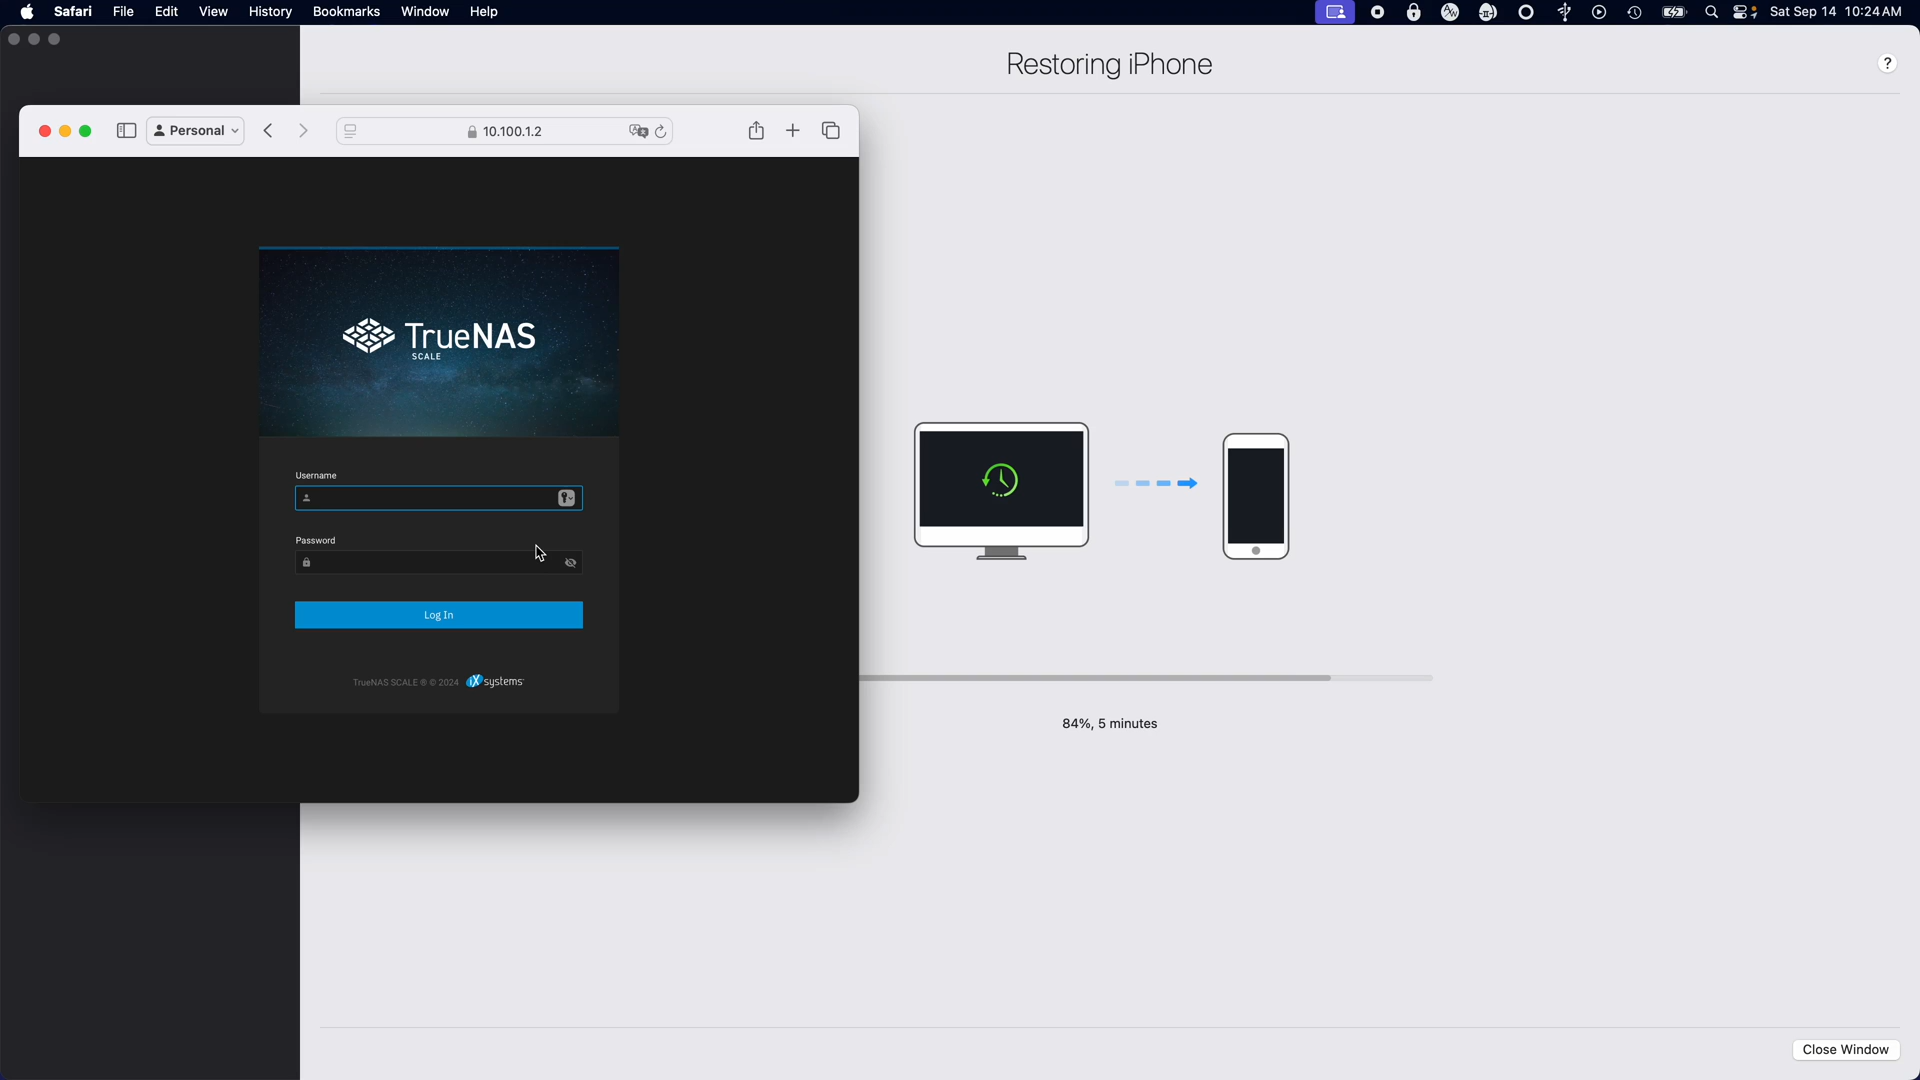 Safari File Edit View History Bookmarks Window Help
Sat Sep 14 10:24 AM
Restoring iPhone
?
Personal
10.100.1.2
TrueNAS
SCALE
Username
Password
Log In
TrueNAS SCALE ® © 2024 iXsystems
84%, 5 minutes
Close Window